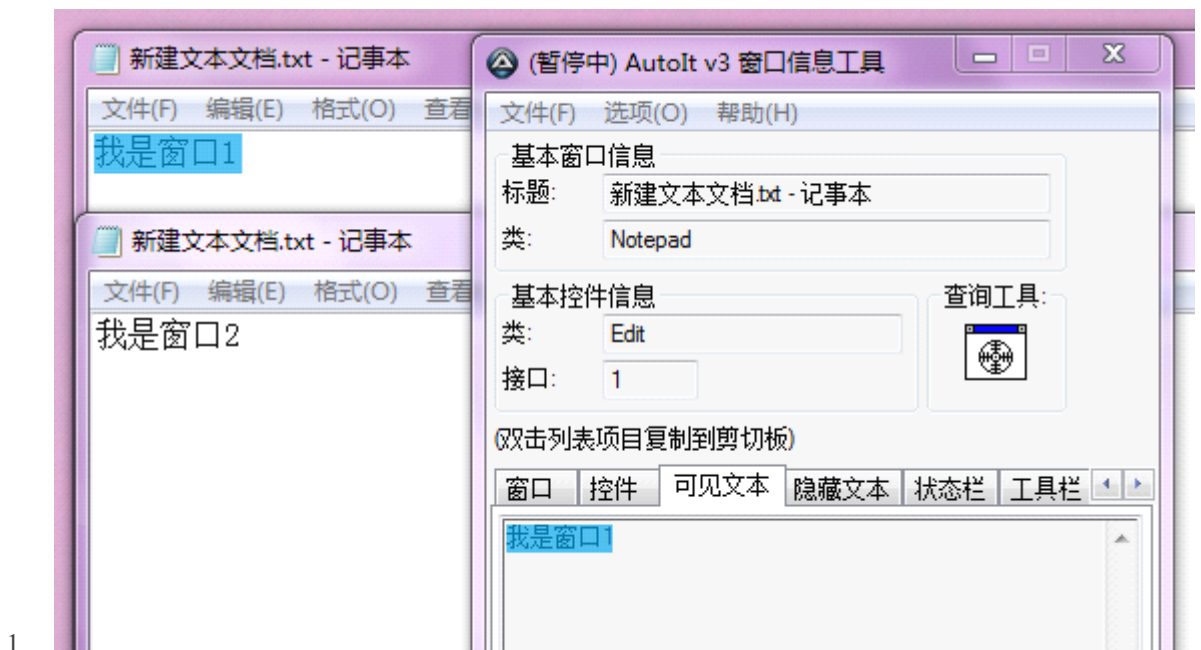 新建文本文档.txt - 记事本
文件(F) 编辑(E) 格式(O) 查看
我是窗口1
新建文本文档.txt - 记事本
文件(F) 编辑(E) 格式(O) 查看
我是窗口2
(暂停中) AutoIt v3 窗口信息工具
文件(F) 选项(O) 帮助(H)
基本窗口信息
标题: 新建文本文档.txt - 记事本
类: Notepad
基本控件信息
类: Edit
接口: 1
查询工具:
(双击列表项目复制到剪切板)
窗口 控件 可见文本 隐藏文本 状态栏 工具栏
我是窗口1
1